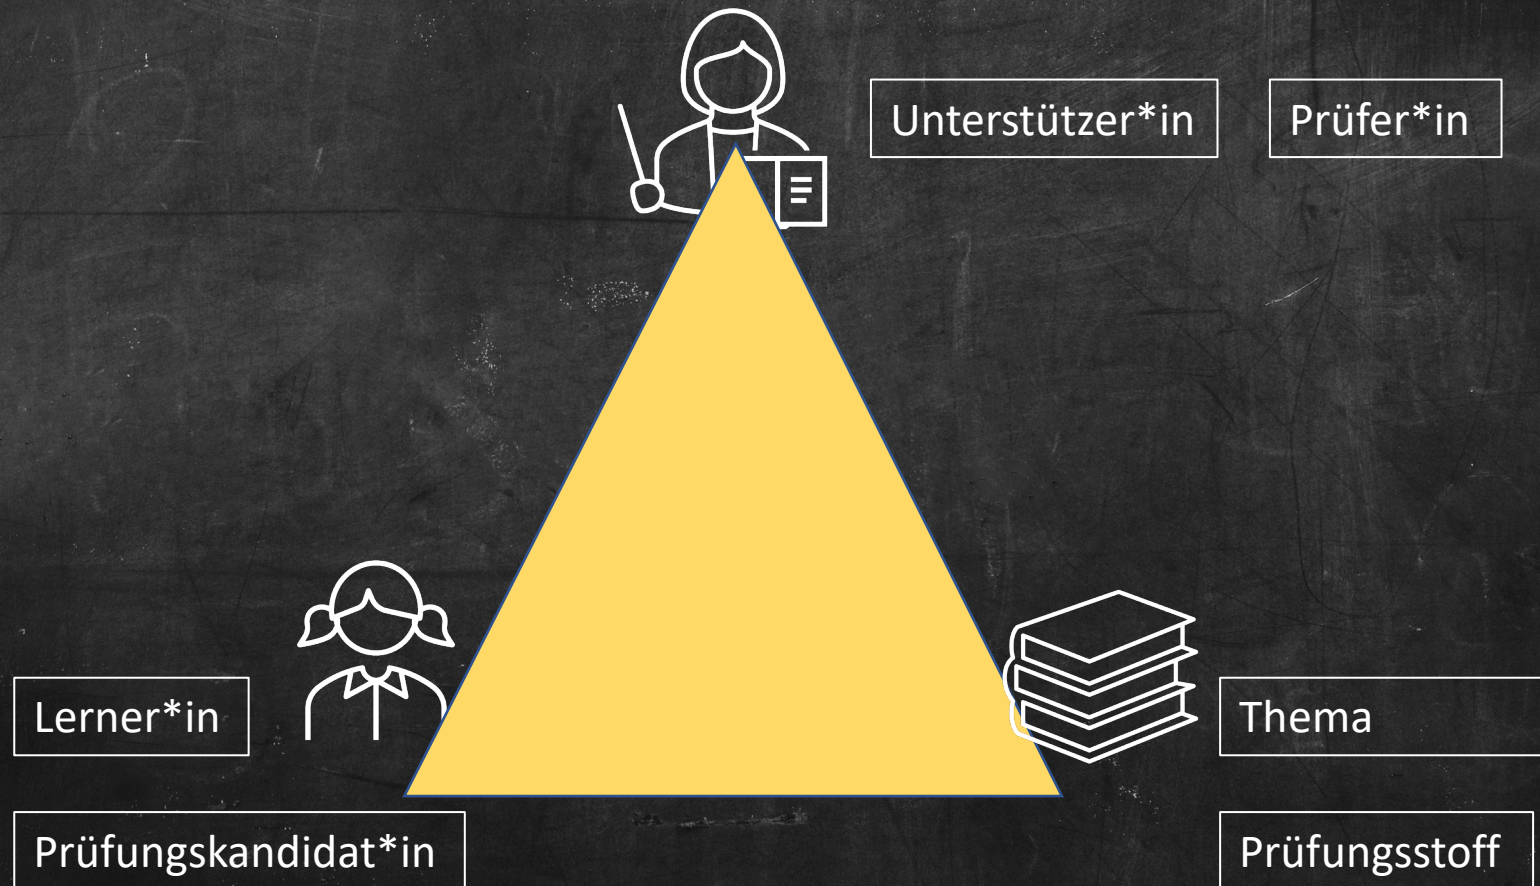 Unterstützer*in
Prüfer*in
Lerner*in
Thema
Prüfungskandidat*in
Prüfungsstoff